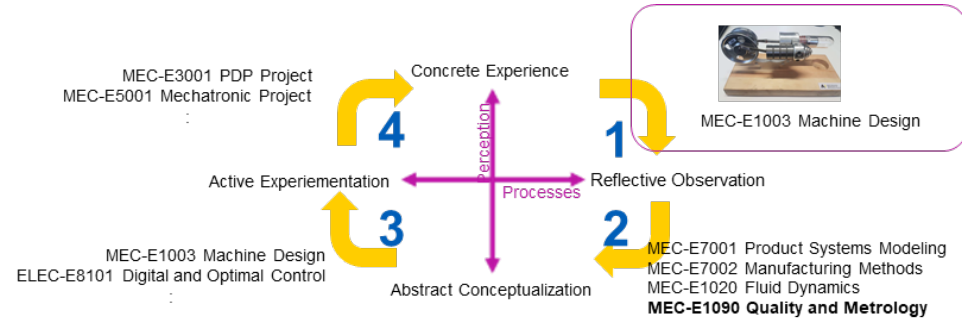 MEC-E3001 PDP Project
MEC-E5001 Mechatronic Project
:
Concrete Experience
MEC-E1003 Machine Design
4
1
Perception
Active Experiementation
Reflective Observation
Processes
3
2
MEC-E1003 Machine Design
ELEC-E8101 Digital and Optimal Control
:
Abstract Conceptualization
MEC-E7001 Product Systems Modeling
MEC-E7002 Manufacturing Methods
MEC-E1020 Fluid Dynamics
MEC-E1090 Quality and Metrology